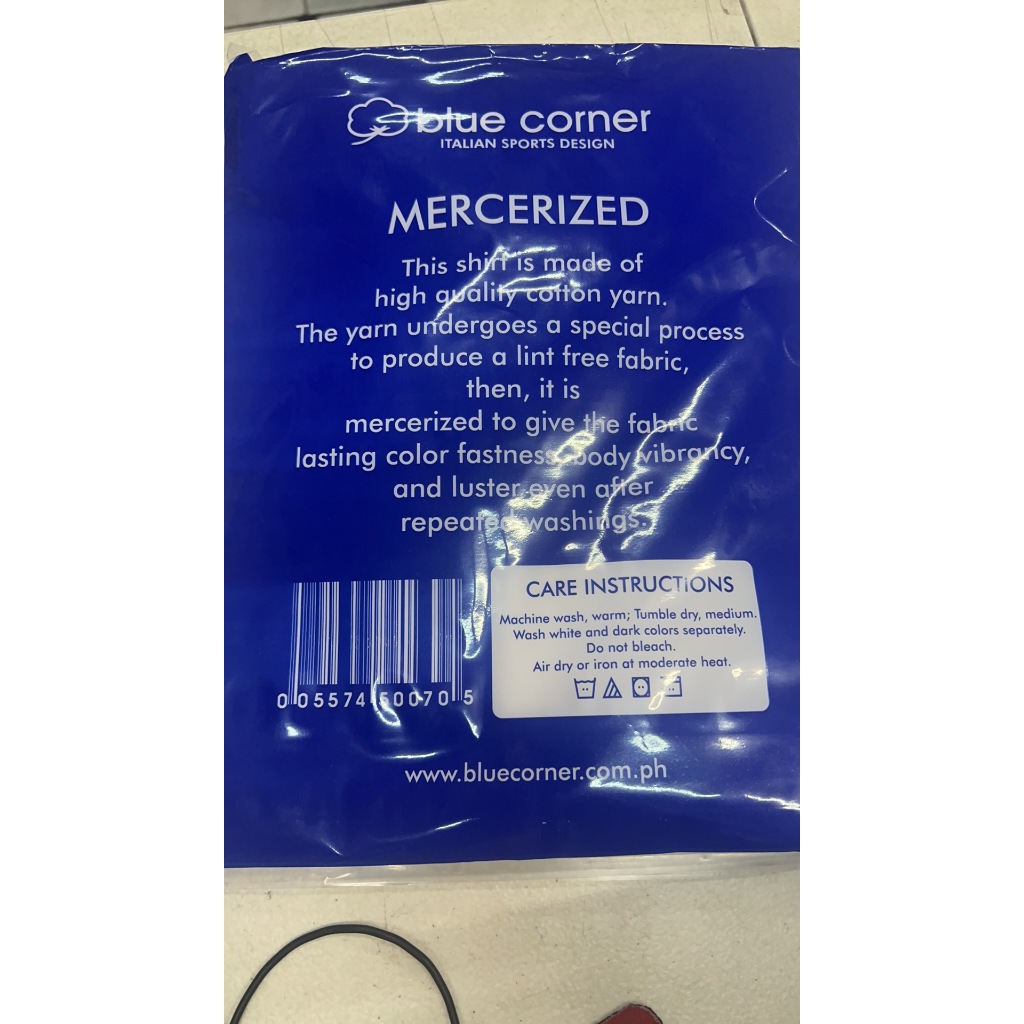 blue corner
ITALIAN SPORTS DESIGN
MERCERIZED
This shirt is made of
high quality cotton yarn.
The yarn undergoes a special process
to produce a lint free fabric,
then, it is
mercerized to give the fabric
lasting color fastness, body vibrancy,
and luster even after
repeated washings.
CARE INSTRUCTIONS
Machine wash, warm; Tumble dry, medium.
Wash white and dark colors separately.
Do not bleach.
Air dry or iron at moderate heat.
0 05574 50070 5
www.bluecorner.com.ph